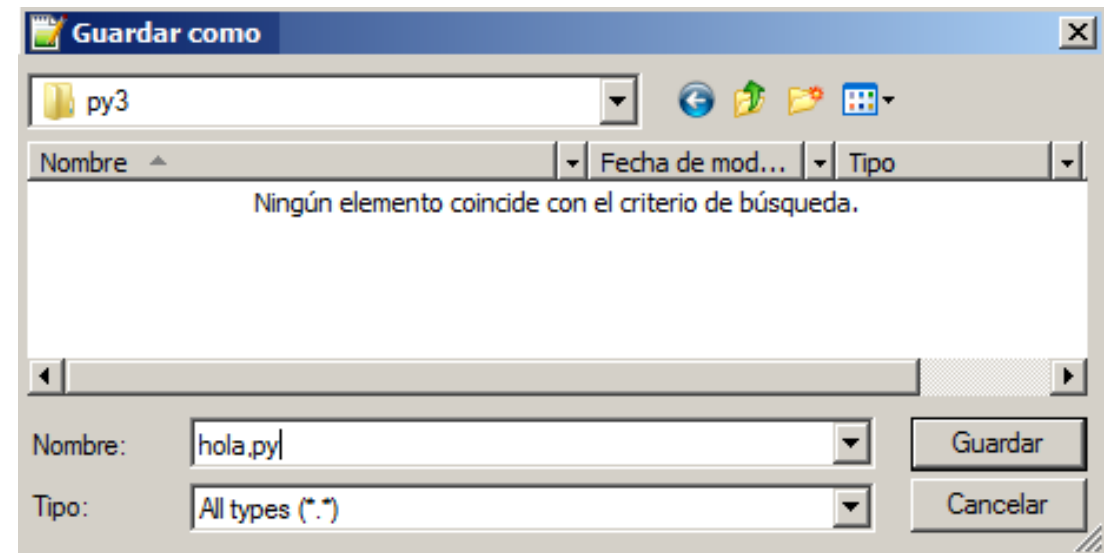 Guardar como
py3
Nombre Fecha de mod... Tipo
Ningún elemento coincide con el criterio de búsqueda.
Nombre: hola.py Guardar
Tipo: All types (*.*) Cancelar